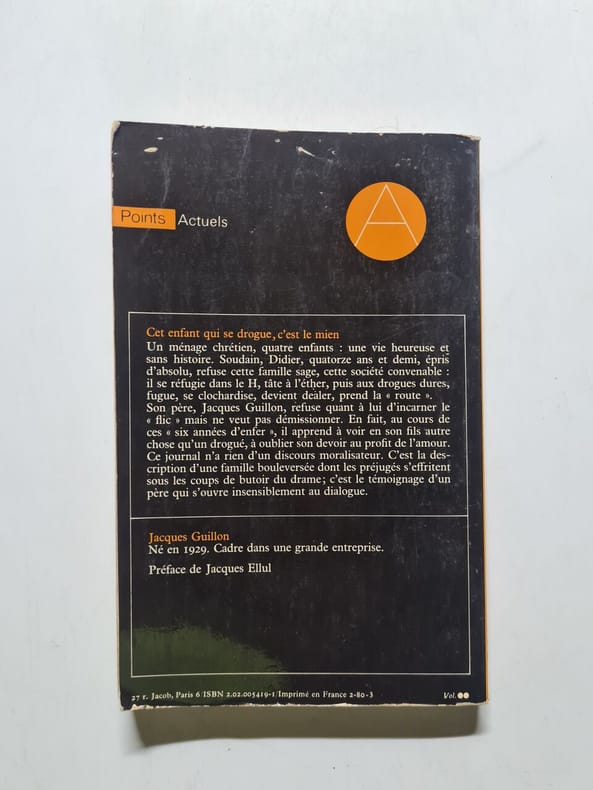 Points Actuels
A
Cet enfant qui se drogue, c'est le mien
Un ménage chrétien, quatre enfants : une vie heureuse et
sans histoire. Soudain, Didier, quatorze ans et demi, épris
d'absolu, refuse cette famille sage, cette société convenable :
il se réfugie dans le H, tâte à l'éther, puis aux drogues dures,
fugue, se clochardise, devient dealer, prend la « route ».
Son père, Jacques Guillon, refuse quant à lui d'incarner le
« flic » mais ne veut pas démissionner. En fait, au cours de
ces « six années d'enfer », il apprend à voir en son fils autre
chose qu'un drogué, à oublier son devoir au profit de l'amour.
Ce journal n'a rien d'un discours moralisateur. C'est la des-
cription d'une famille bouleversée dont les préjugés s'effritent
sous les coups de butoir du drame; c'est le témoignage d'un
père qui s'ouvre insensiblement au dialogue.
Jacques Guillon
Né en 1929. Cadre dans une grande entreprise.
Préface de Jacques Ellul
27 r. Jacob, Paris 6/ISBN 2.02.005419-1/Imprimé en France 2-80-3 Vol.●●